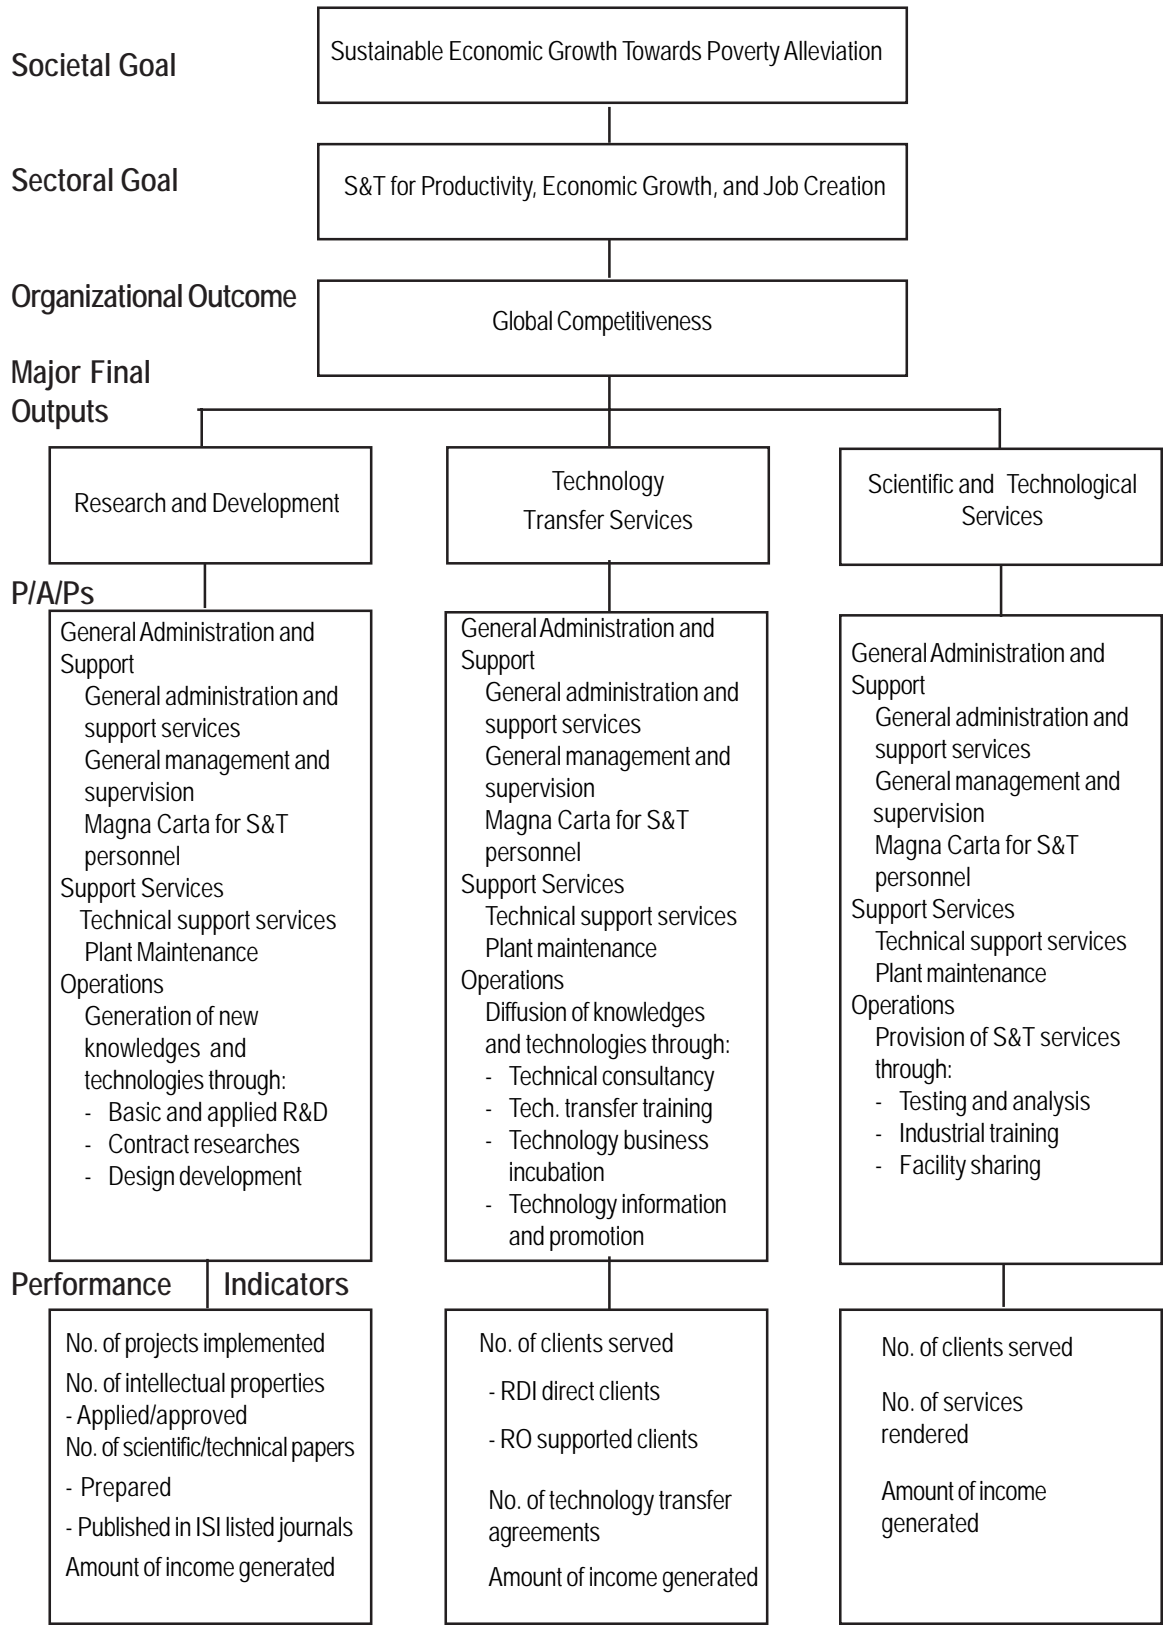 Societal Goal
Sustainable Economic Growth Towards Poverty Alleviation
Sectoral Goal
S&T for Productivity, Economic Growth, and Job Creation
Organizational Outcome
Global Competitiveness
Major Final
Outputs
Research and Development
Technology
Transfer Services
Scientific and Technological
Services
P/A/Ps
General Administration and
Support
General administration and
support services
General management and
supervision
Magna Carta for S&T
personnel
Support Services
Technical support services
Plant Maintenance
Operations
Generation of new
knowledges and
technologies through:
- Basic and applied R&D
- Contract researches
- Design development
General Administration and
Support
General administration and
support services
General management and
supervision
Magna Carta for S&T
personnel
Support Services
Technical support services
Plant maintenance
Operations
Diffusion of knowledges
and technologies through:
- Technical consultancy
- Tech. transfer training
- Technology business
incubation
- Technology information
and promotion
General Administration and
Support
General administration and
support services
General management and
supervision
Magna Carta for S&T
personnel
Support Services
Technical support services
Plant maintenance
Operations
Provision of S&T services
through:
- Testing and analysis
- Industrial training
- Facility sharing
Performance Indicators
No. of projects implemented
No. of intellectual properties
- Applied/approved
No. of scientific/technical papers
- Prepared
- Published in ISI listed journals
Amount of income generated
No. of clients served
- RDI direct clients
- RO supported clients
No. of technology transfer
agreements
Amount of income generated
No. of clients served
No. of services
rendered
Amount of income
generated